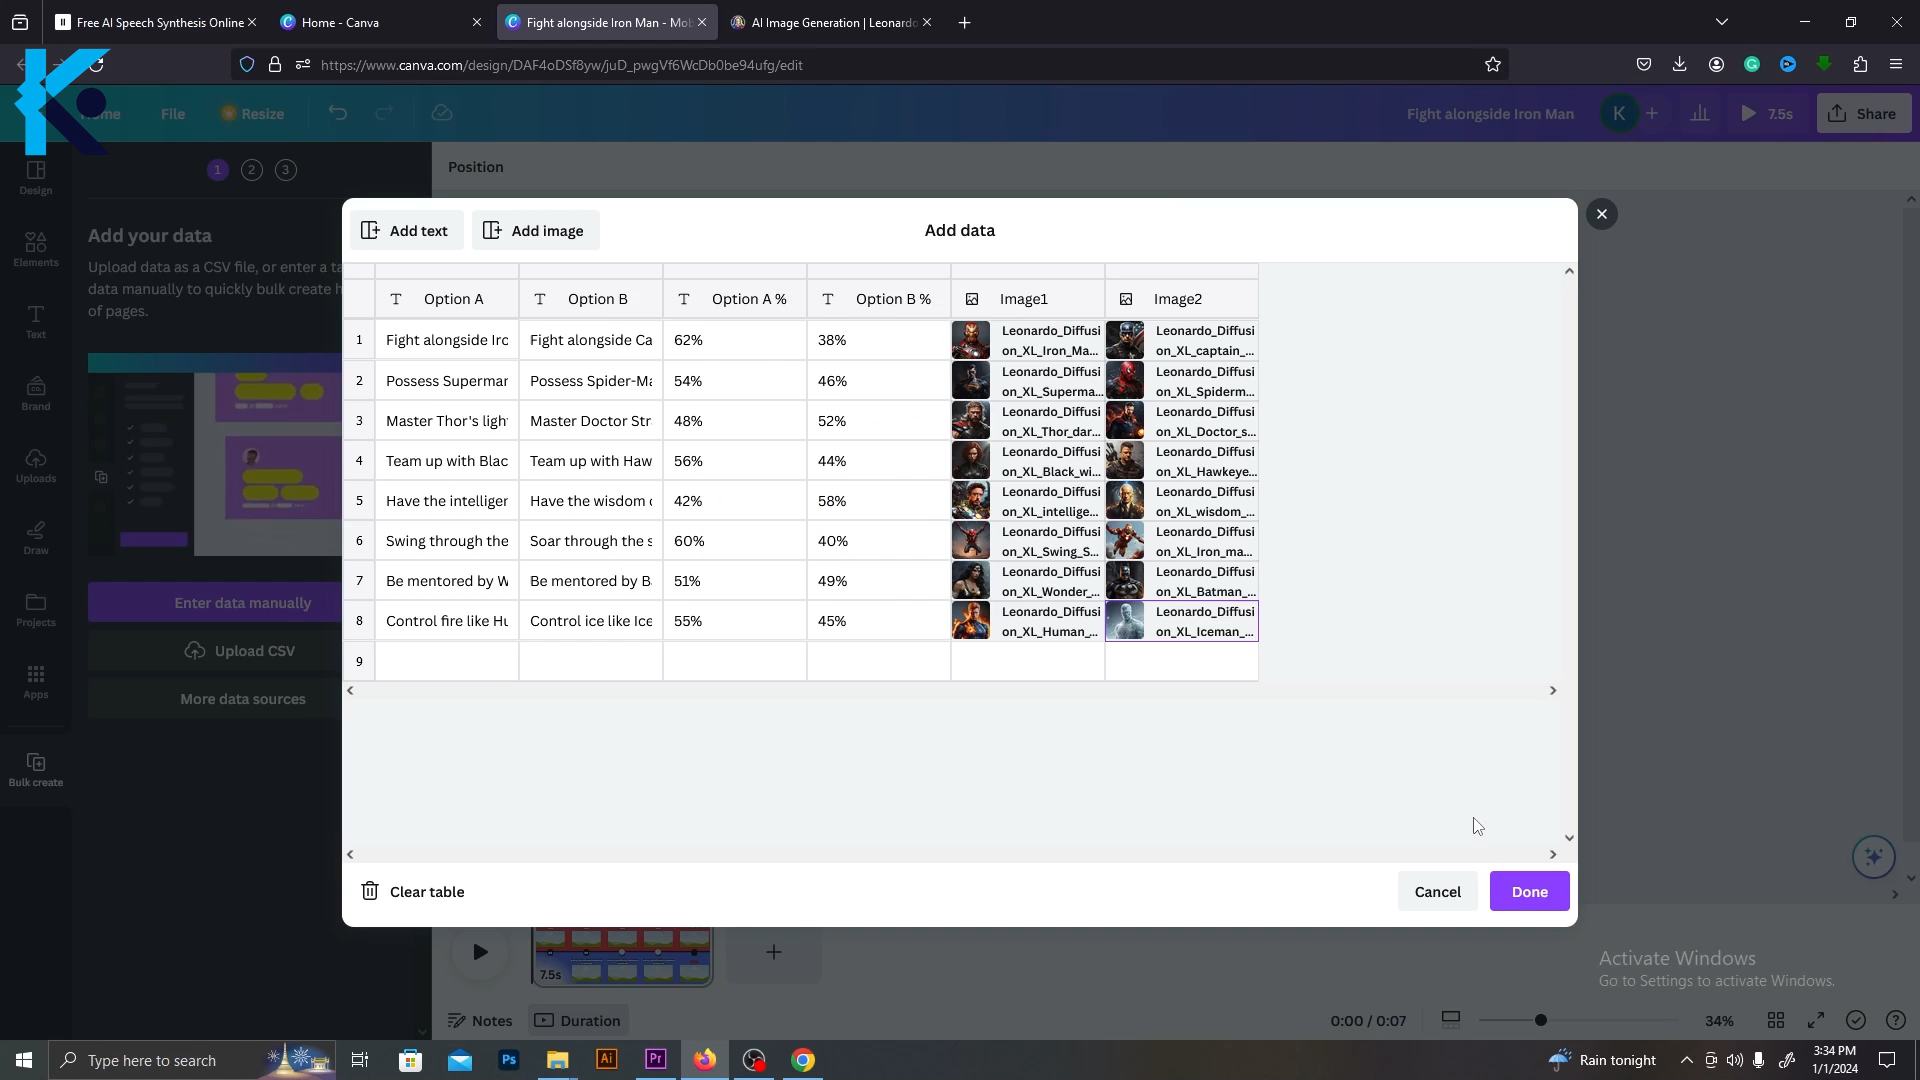 Free AI Speech Synthesis Online
Home - Canva
Fight alongside Iron Man - Mob
AI Image Generation | Leonardo
https://www.canva.com/design/DAF4oDSf8yw/juD_pwgVf6WcDb0be94ufg/edit
Home
File
Resize
Fight alongside Iron Man
K
7.5s
Share
1
2
3
Position
Design
Elements
Text
Brand
Uploads
Draw
Projects
Apps
Bulk create
Add your data
Upload data as a CSV file, or enter a ta
data manually to quickly bulk create h
of pages.
Enter data manually
Upload CSV
More data sources
Add text
Add image
Add data
Option A
Option B
Option A %
Option B %
Image1
Image2
1 Fight alongside Irc Fight alongside Ca 62% 38% Leonardo_Diffusi on_XL_Iron_Ma... Leonardo_Diffusi on_XL_captain_...
2 Possess Supermar Possess Spider-Ma 54% 46% Leonardo_Diffusi on_XL_Superma... Leonardo_Diffusi on_XL_Spiderm...
3 Master Thor's light Master Doctor Str 48% 52% Leonardo_Diffusi on_XL_Thor_dar... Leonardo_Diffusi on_XL_Doctor_s...
4 Team up with Blac Team up with Haw 56% 44% Leonardo_Diffusi on_XL_Black_wi... Leonardo_Diffusi on_XL_Hawkeye...
5 Have the intelliger Have the wisdom c 42% 58% Leonardo_Diffusi on_XL_intellige... Leonardo_Diffusi on_XL_wisdom_...
6 Swing through the Soar through the s 60% 40% Leonardo_Diffusi on_XL_Swing_S... Leonardo_Diffusi on_XL_Iron_ma...
7 Be mentored by W Be mentored by B 51% 49% Leonardo_Diffusi on_XL_Wonder_... Leonardo_Diffusi on_XL_Batman_...
8 Control fire like Hu Control ice like Ice 55% 45% Leonardo_Diffusi on_XL_Human_... Leonardo_Diffusi on_XL_Iceman_...
9
Clear table
Cancel
Done
7.5s
Activate Windows
Go to Settings to activate Windows.
Notes
Duration
0:00 / 0:07
34%
Type here to search
Ps
Ai
Pr
Rain tonight
3:34 PM
1/1/2024